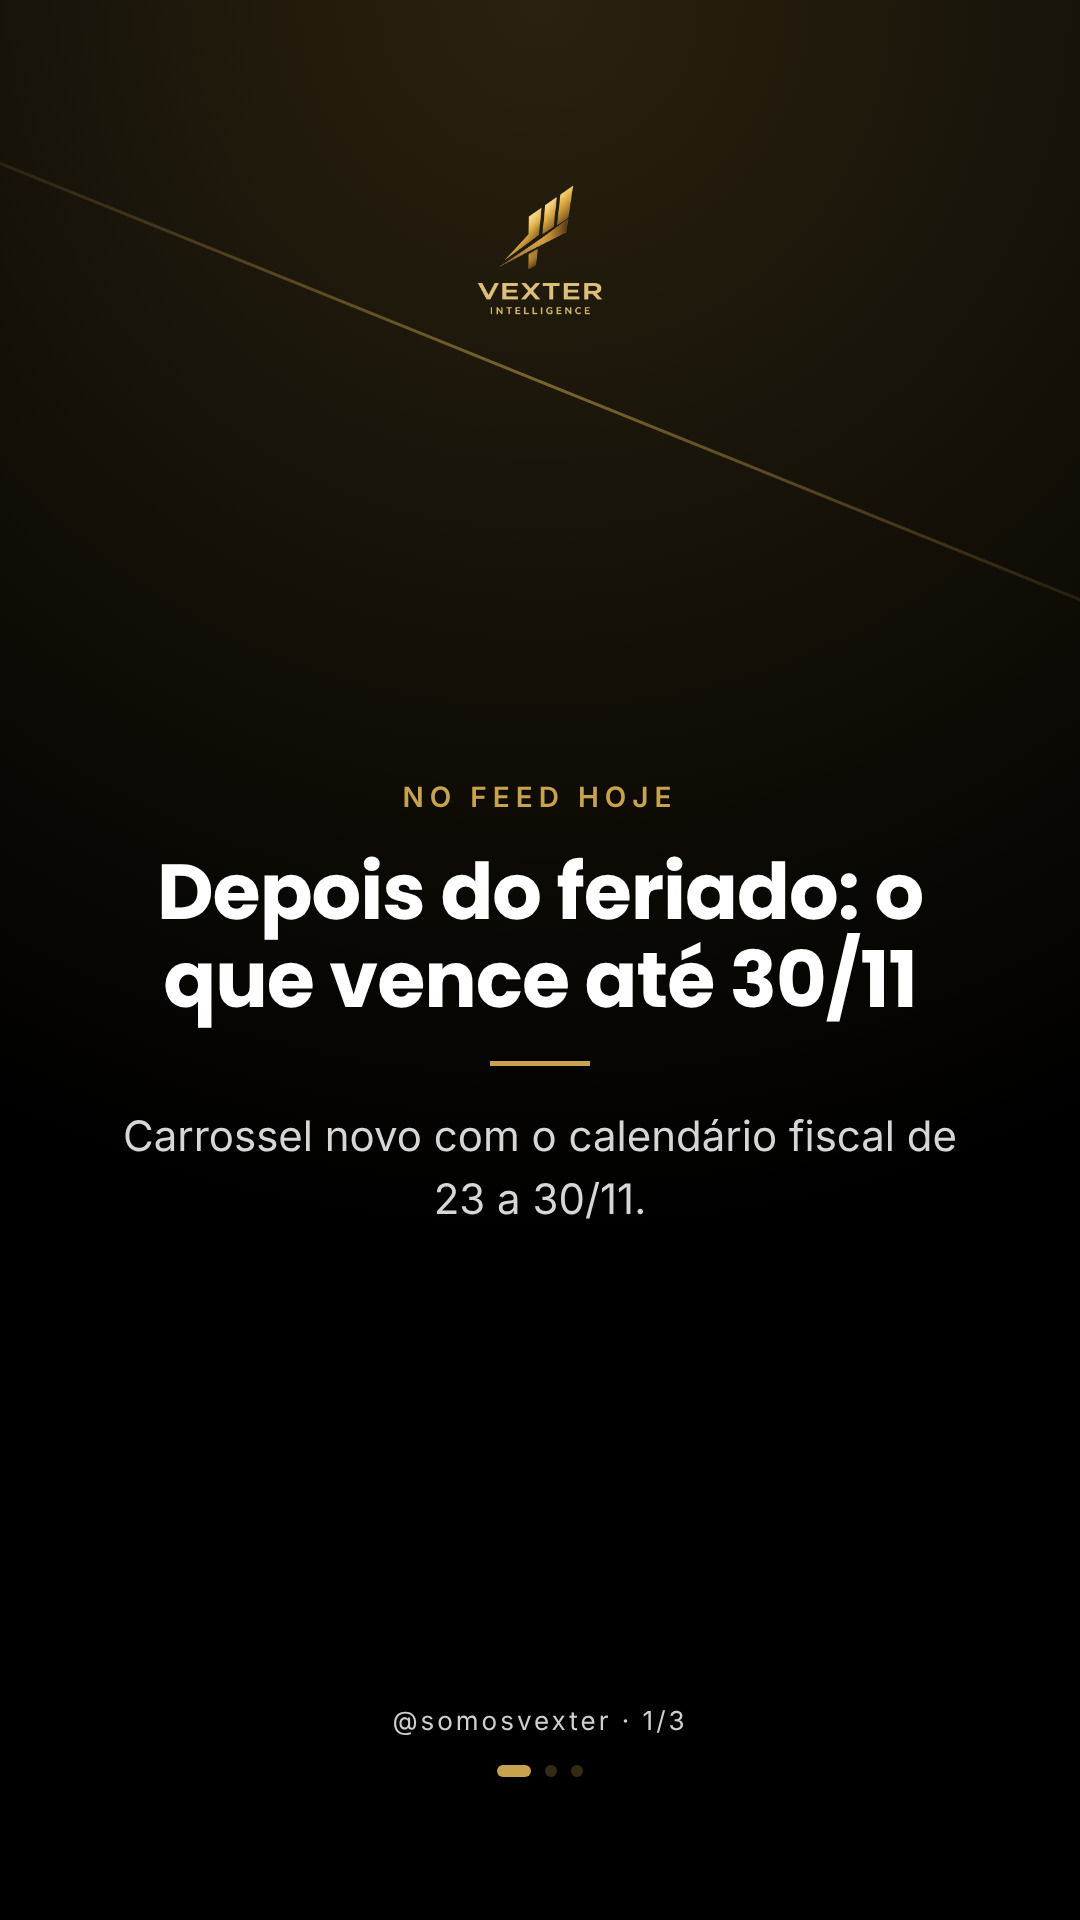 VEXTER
INTELLIGENCE
NO FEED HOJE
Depois do feriado: o
que vence até 30/11
Carrossel novo com o calendário fiscal de
23 a 30/11.
@somosvexter · 1/3